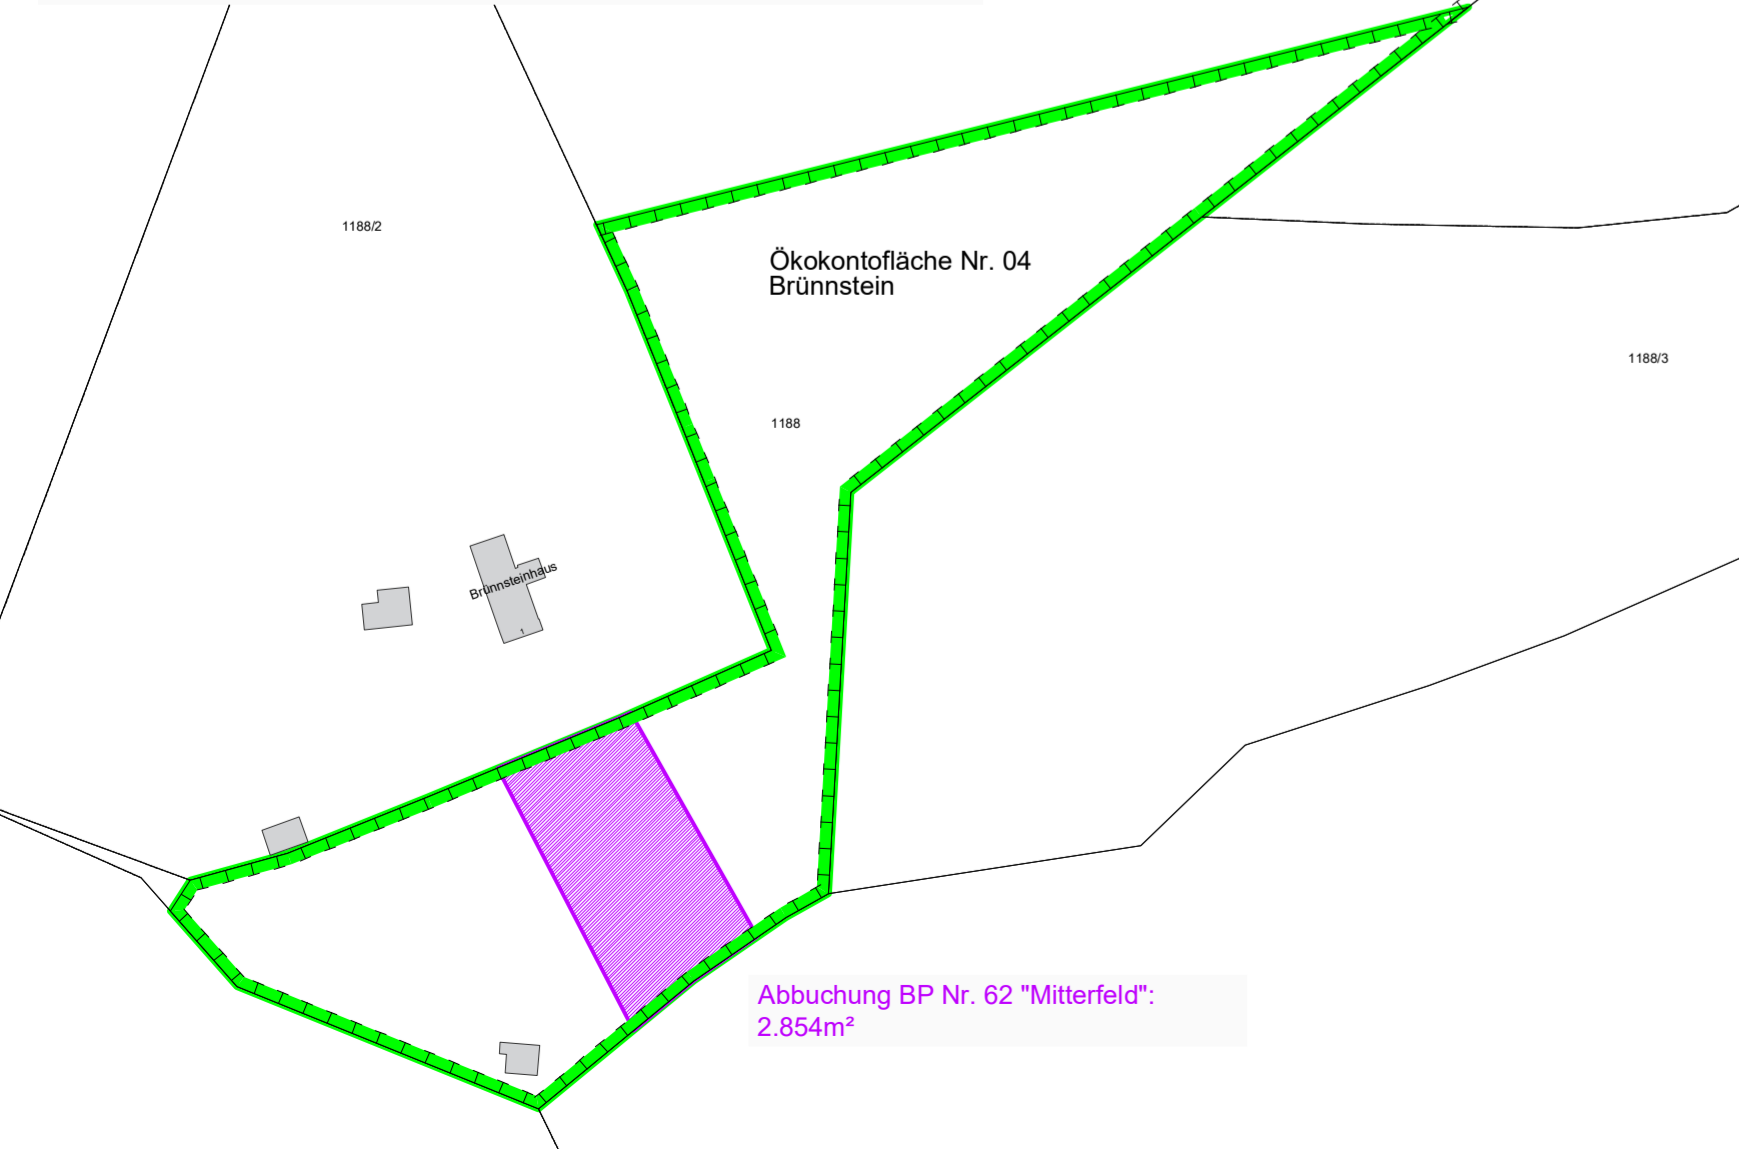 1188/2
Ökokontofläche Nr. 04
Brünnstein
1188/3
1188
Brünnsteinhaus
1
Abbuchung BP Nr. 62 "Mitterfeld":
2.854m²